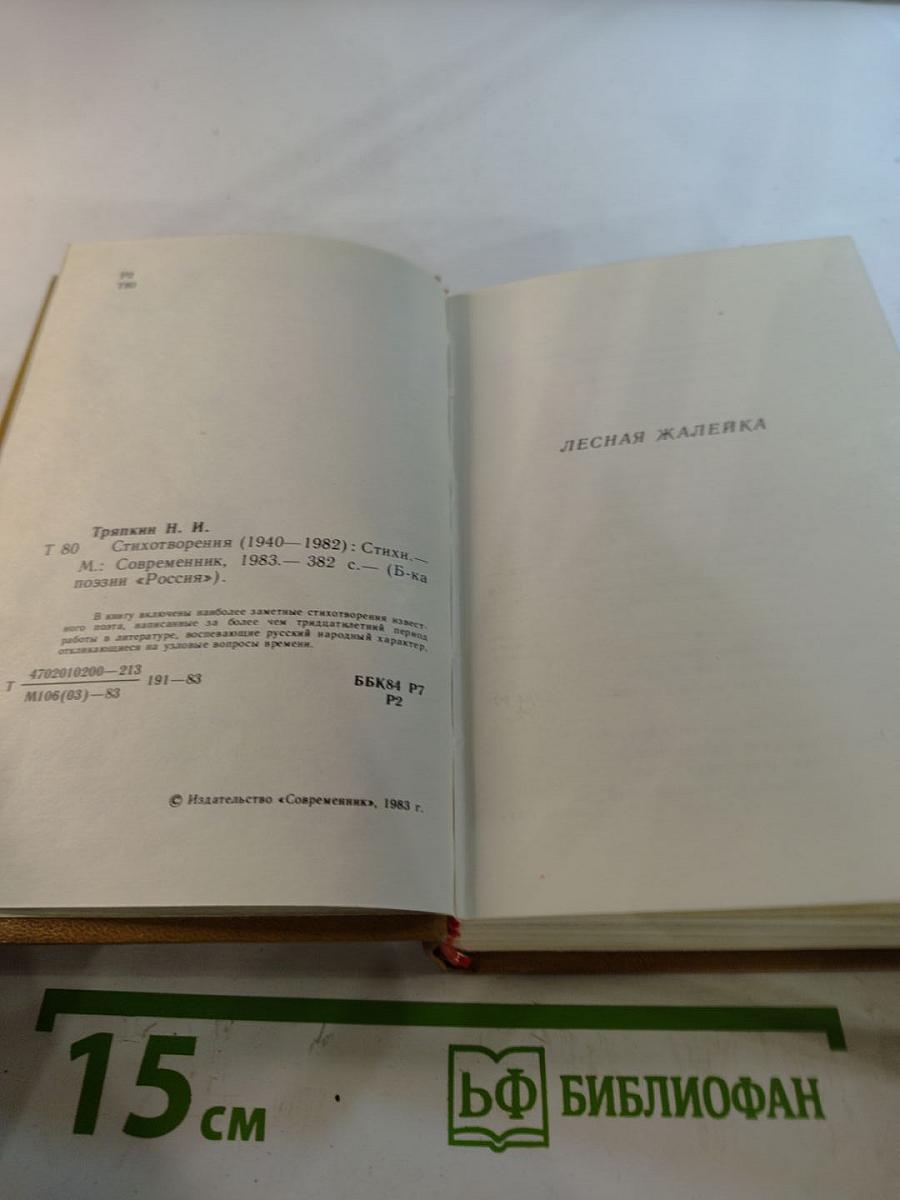 Р2
Т80
Тряпкин Н. И.
Т 80 Стихотворения (1940—1982): Стихи.—
М.: Современник, 1983.— 382 с.— (Б-ка
поэзии «Россия»).
В книгу включены наиболее заметные стихотворения извест-
ного поэта, написанные за более чем тридцатилетний период
работы в литературе, воспевающие русский народный характер,
откликающиеся на узловые вопросы времени.
Т 4702010200—213
М106(03)—83 191—83
ББК84 Р7
Р2
© Издательство «Современник», 1983 г.
ЛЕСНАЯ ЖАЛЕЙКА
15 см
БФ БИБЛИОФАН